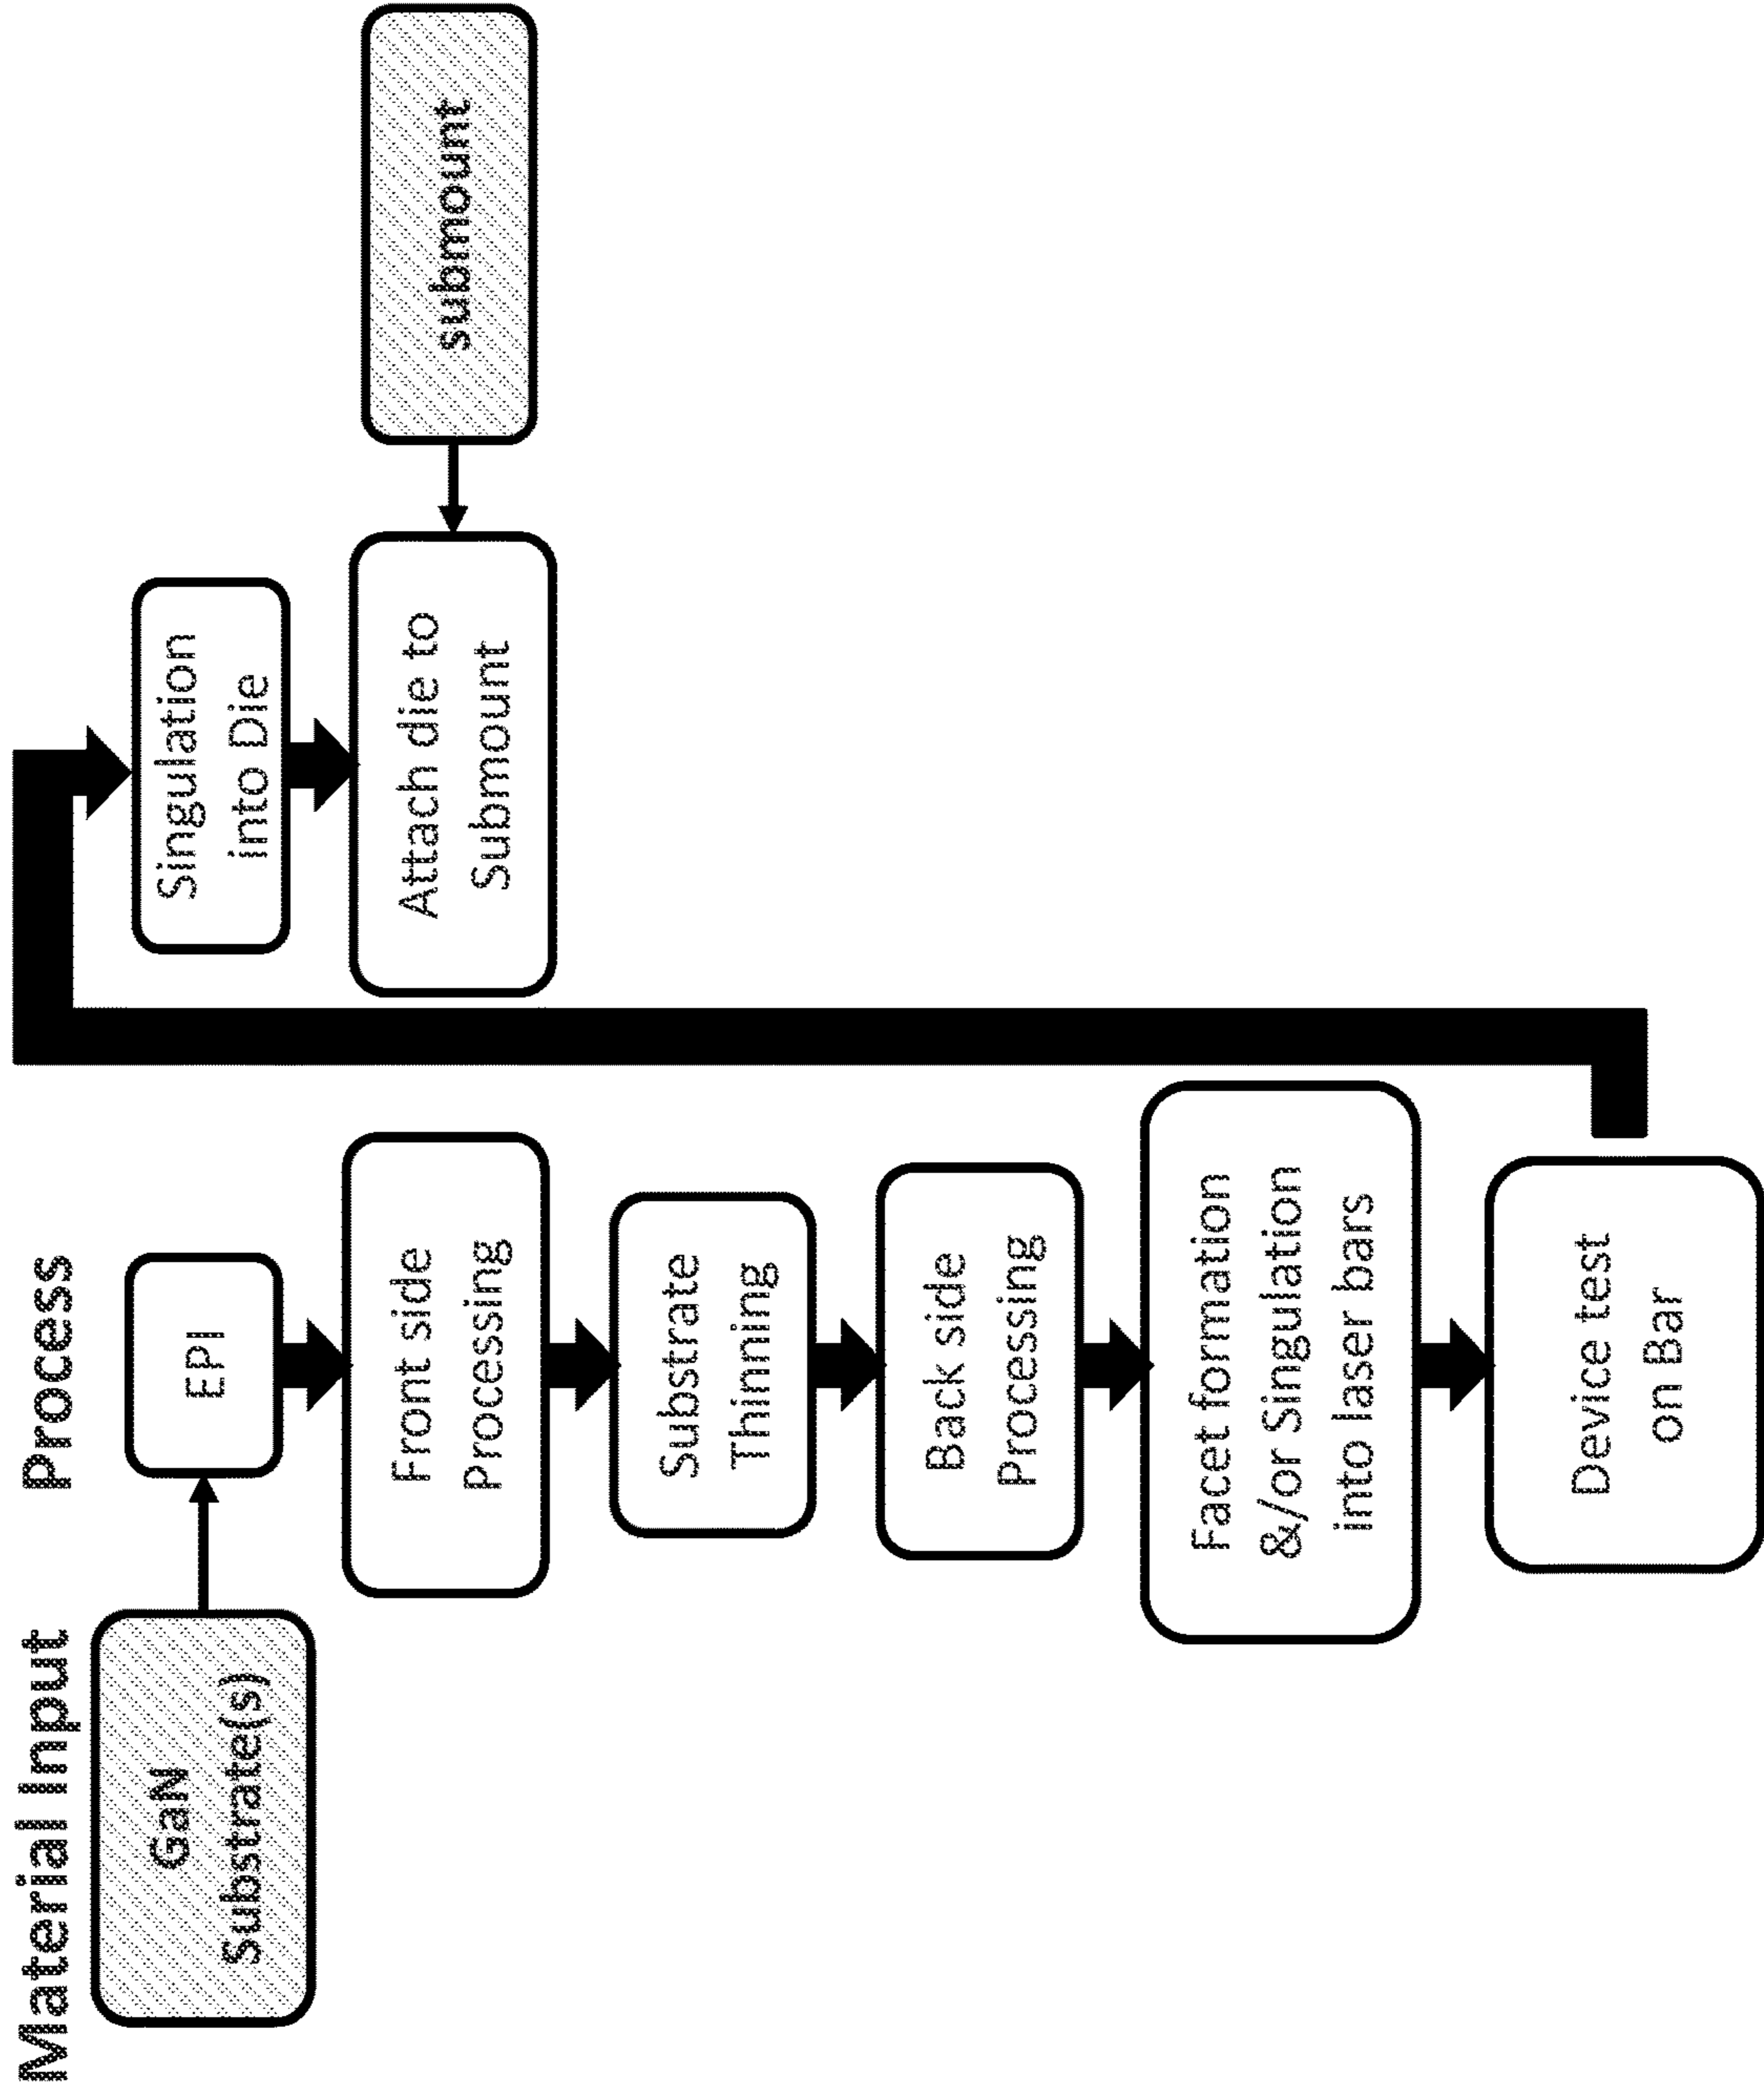 Material Input
Process
GaN
Substrate(s)
EPI
Front side
Processing
Substrate
Thinning
Back side
Processing
Facet formation
&/or Singulation
into laser bars
Device test
on Bar
Singulation
into Die
Attach die to
Submount
submount